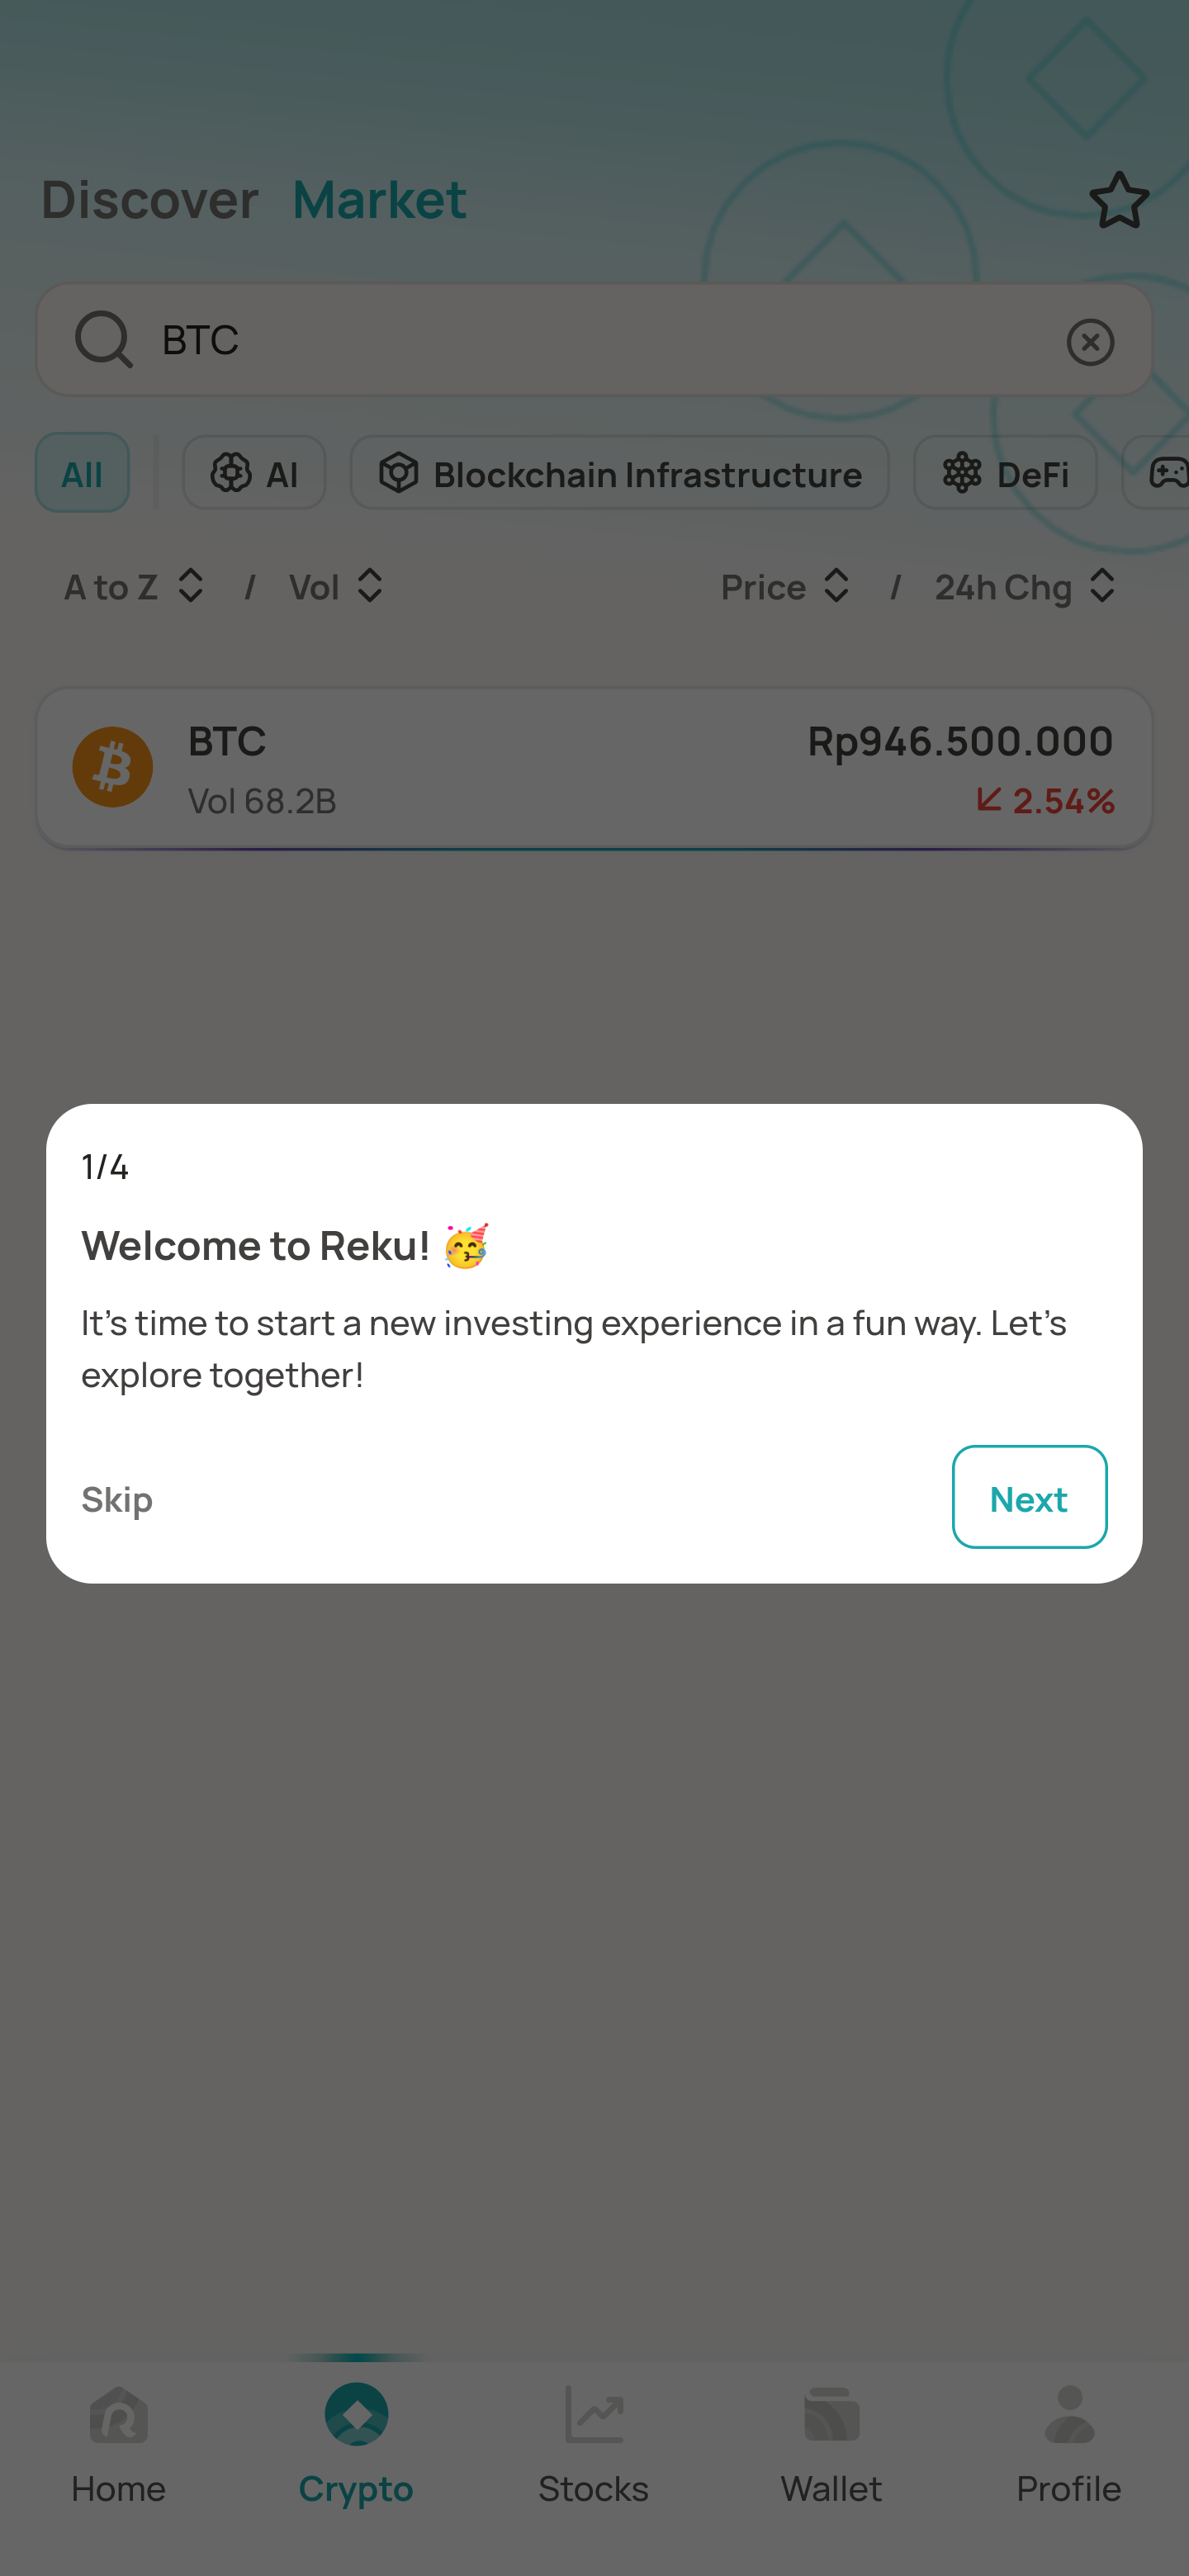 Discover Market
BTC
All AI Blockchain Infrastructure DeFi
A to Z / Vol Price / 24h Chg
BTC Rp946.500.000
Vol 68.2B 2.54%
1/4
Welcome to Reku! 🥳
It’s time to start a new investing experience in a fun way. Let’s
explore together!
Skip Next
Home Crypto Stocks Wallet Profile